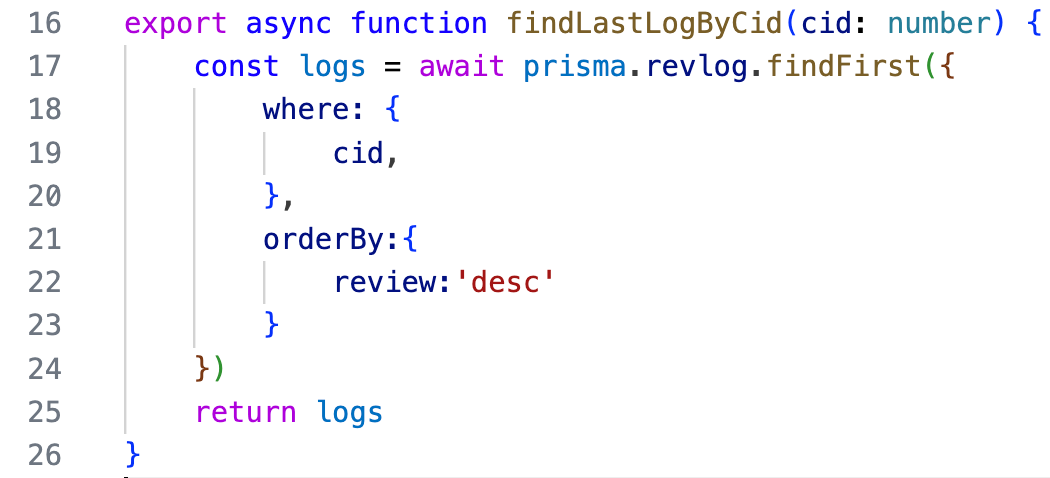 16 export async function findLastLogByCid(cid: number) {
17     const logs = await prisma.revlog.findFirst({
18         where: {
19             cid,
20         },
21         orderBy:{
22             review:'desc'
23         }
24     })
25     return logs
26 }